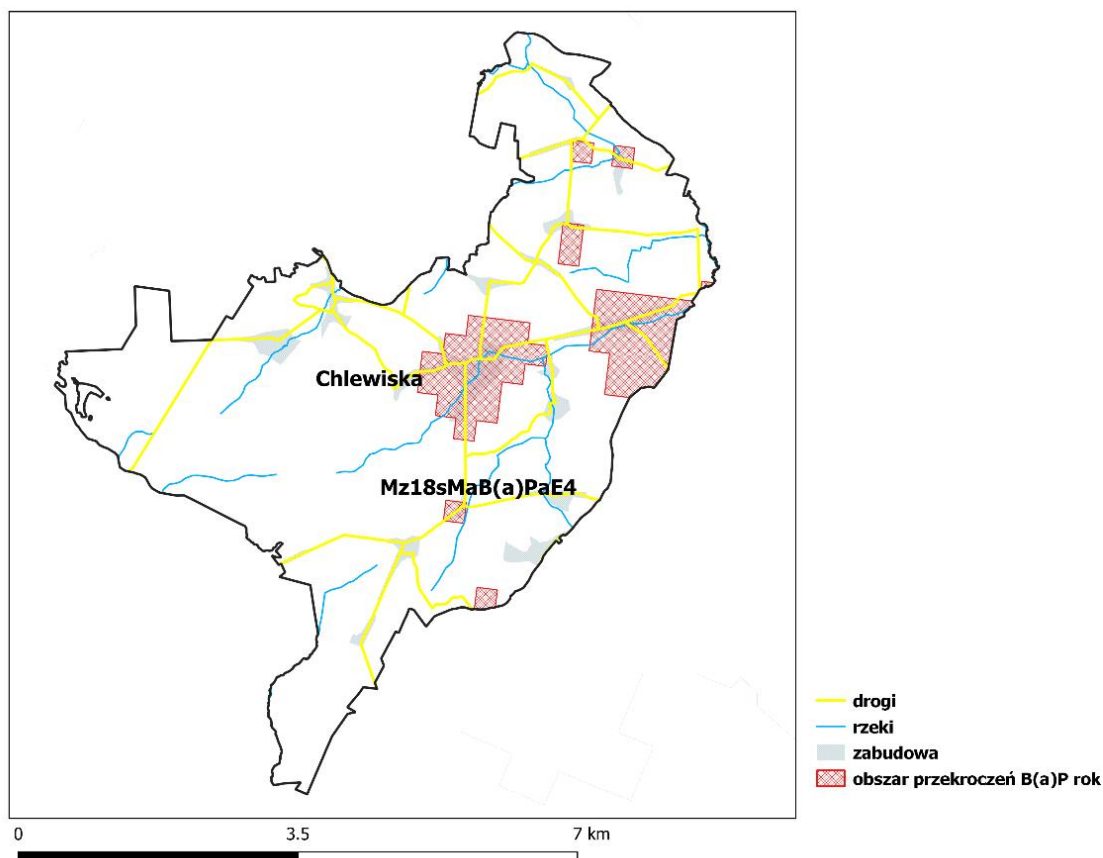 Chlewiska
Mz18sMaB(a)PaE4
drogi
rzeki
zabudowa
obszar przekroczeń B(a)P rok
0 3.5 7 km